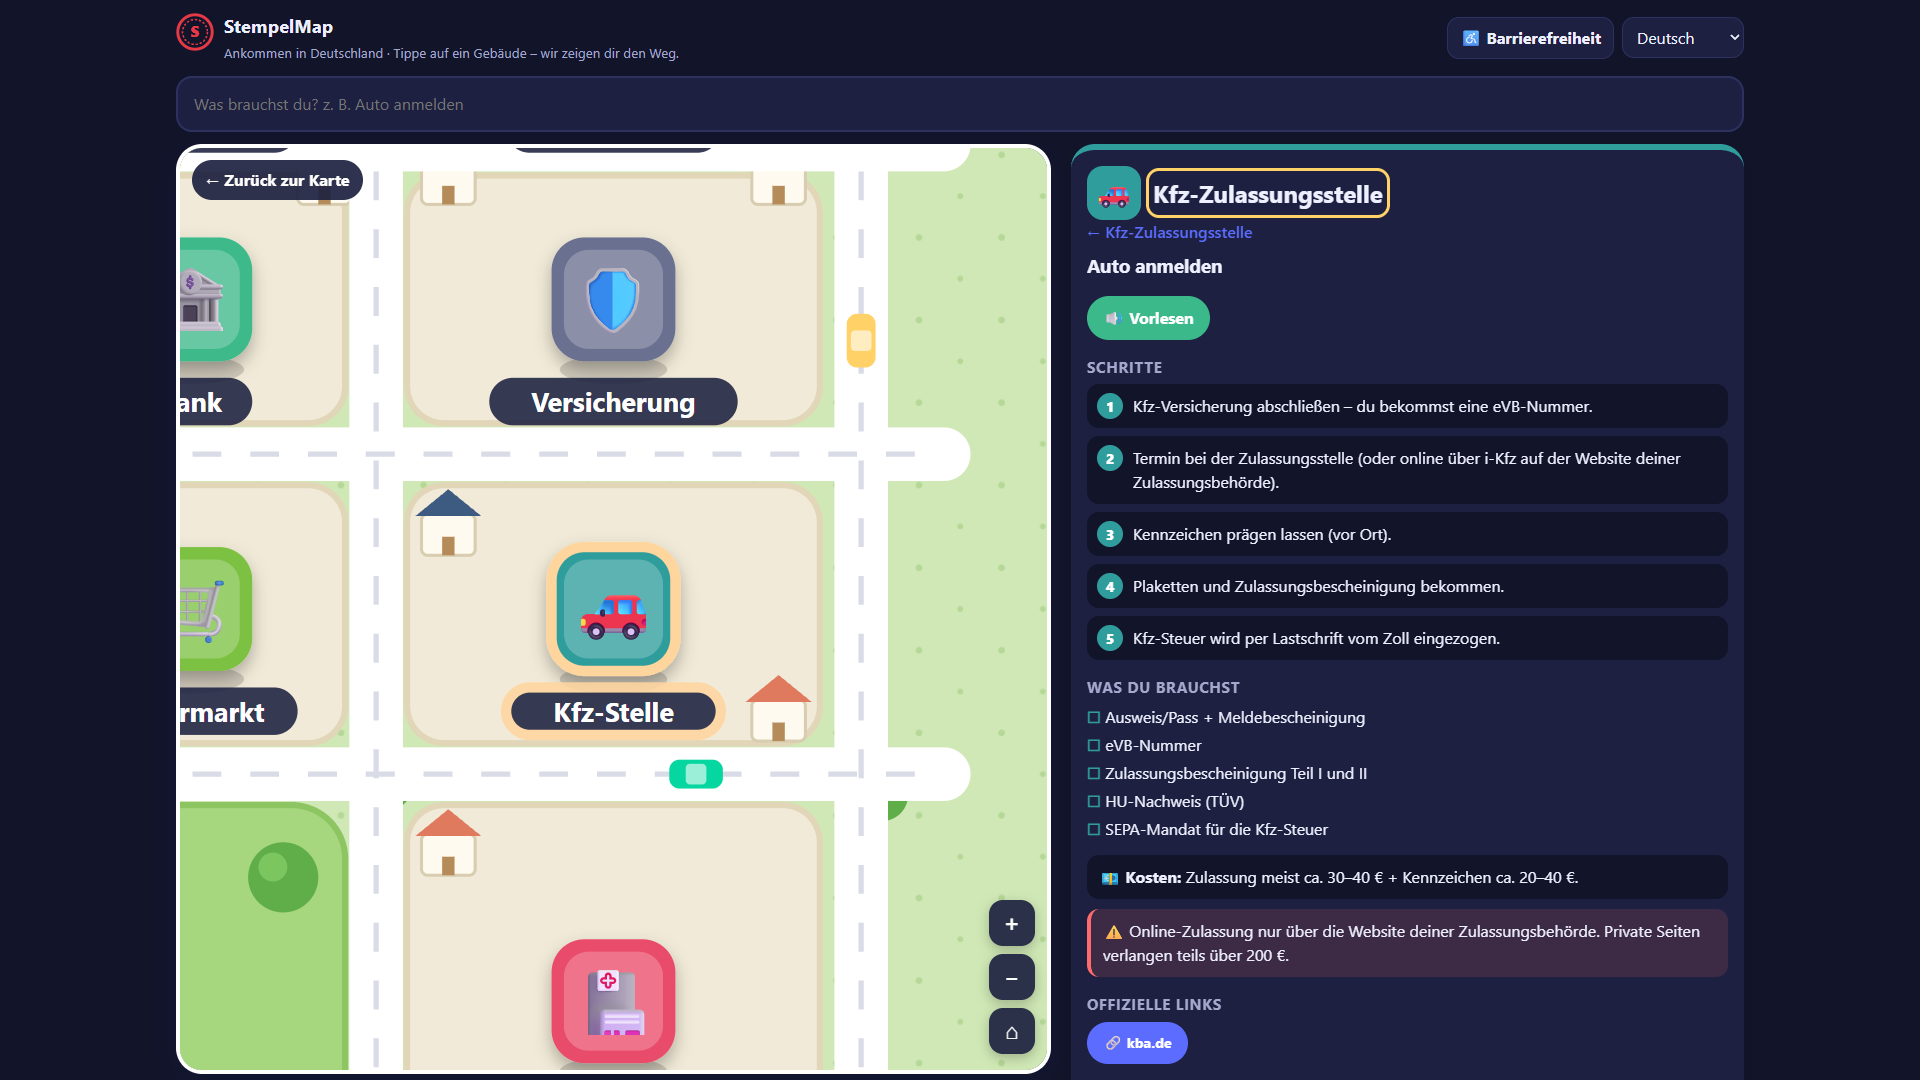 StempelMap
Ankommen in Deutschland · Tippe auf ein Gebäude – wir zeigen dir den Weg.
Barrierefreiheit
Deutsch
Was brauchst du? z. B. Auto anmelden
← Zurück zur Karte
ank
Versicherung
rmarkt
Kfz-Stelle
+
−
Kfz-Zulassungsstelle
← Kfz-Zulassungsstelle
Auto anmelden
Vorlesen
SCHRITTE
1 Kfz-Versicherung abschließen – du bekommst eine eVB-Nummer.
2 Termin bei der Zulassungsstelle (oder online über i-Kfz auf der Website deiner
Zulassungsbehörde).
3 Kennzeichen prägen lassen (vor Ort).
4 Plaketten und Zulassungsbescheinigung bekommen.
5 Kfz-Steuer wird per Lastschrift vom Zoll eingezogen.
WAS DU BRAUCHST
Ausweis/Pass + Meldebescheinigung
eVB-Nummer
Zulassungsbescheinigung Teil I und II
HU-Nachweis (TÜV)
SEPA-Mandat für die Kfz-Steuer
Kosten: Zulassung meist ca. 30–40 € + Kennzeichen ca. 20–40 €.
Online-Zulassung nur über die Website deiner Zulassungsbehörde. Private Seiten
verlangen teils über 200 €.
OFFIZIELLE LINKS
kba.de